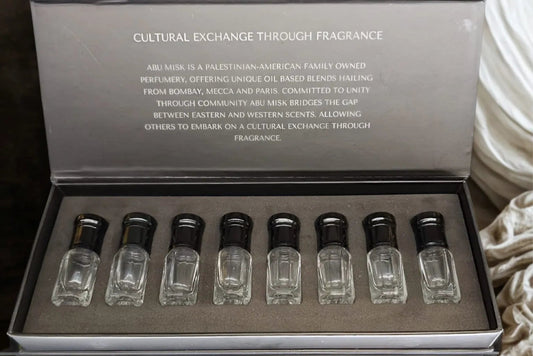 CULTURAL EXCHANGE THROUGH FRAGRANCE
ABU MISK IS A PALESTINIAN-AMERICAN FAMILY OWNED
PERFUMERY, OFFERING UNIQUE OIL BASED BLENDS HAILING
FROM BOMBAY, MECCA AND PARIS. COMMITTED TO UNITY
THROUGH COMMUNITY ABU MISK BRIDGES THE GAP
BETWEEN EASTERN AND WESTERN SCENTS. ALLOWING
OTHERS TO EMBARK ON A CULTURAL EXCHANGE THROUGH
FRAGRANCE.